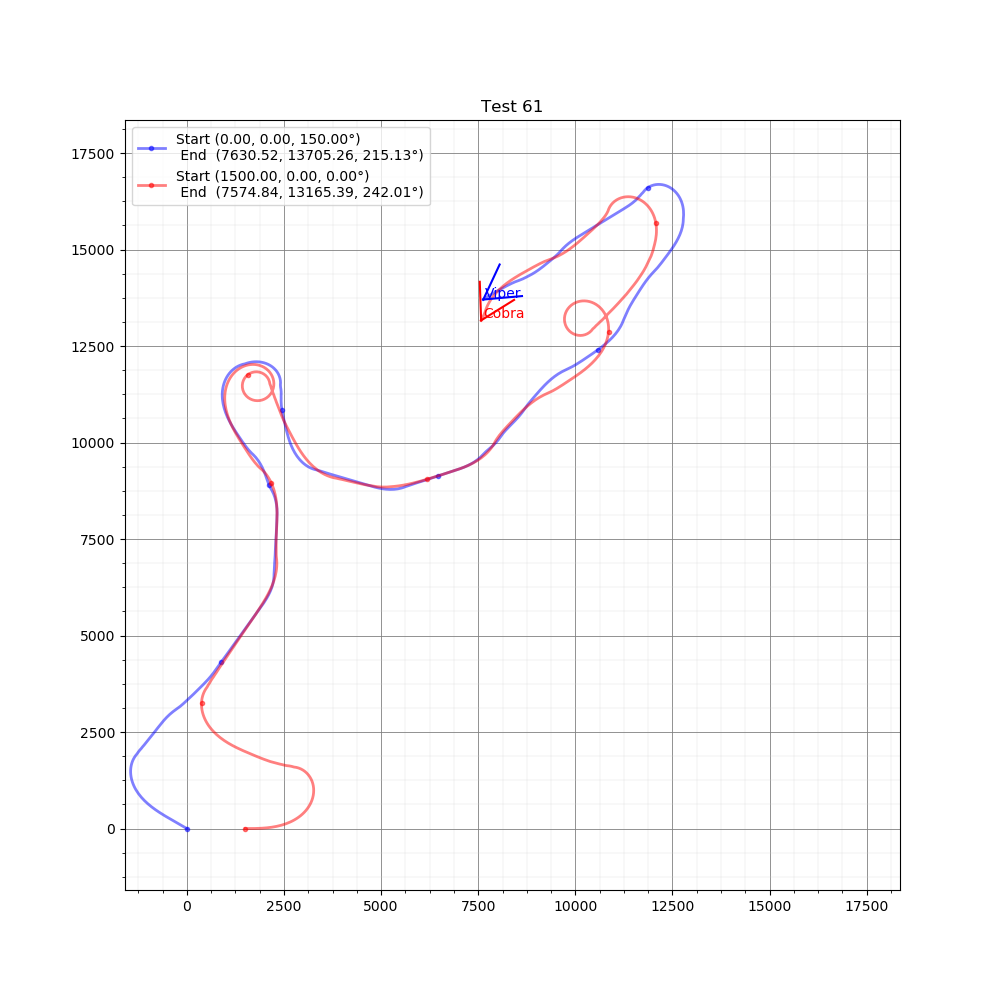 Test 61
Start (0.00, 0.00, 150.00°)
End (7630.52, 13705.26, 215.13°)
Start (1500.00, 0.00, 0.00°)
End (7574.84, 13165.39, 242.01°)
17500
15000
12500
10000
7500
5000
2500
0
Viper
Cobra
0 2500 5000 7500 10000 12500 15000 17500